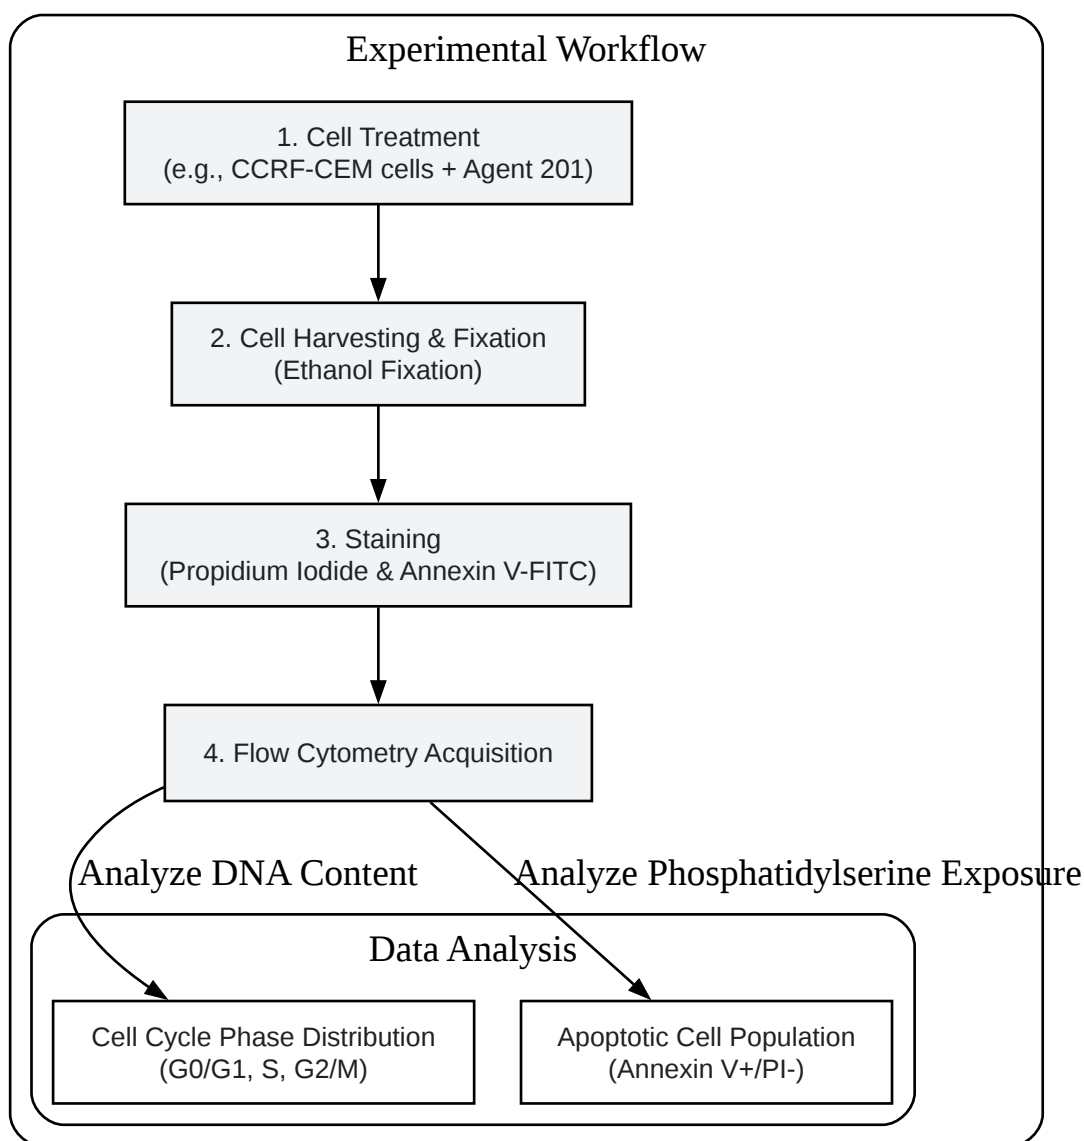 Experimental Workflow
1. Cell Treatment
(e.g., CCRF-CEM cells + Agent 201)
2. Cell Harvesting & Fixation
(Ethanol Fixation)
3. Staining
(Propidium Iodide & Annexin V-FITC)
4. Flow Cytometry Acquisition
Analyze DNA Content
Analyze Phosphatidylserine Exposure
Data Analysis
Cell Cycle Phase Distribution
(G0/G1, S, G2/M)
Apoptotic Cell Population
(Annexin V+/PI-)